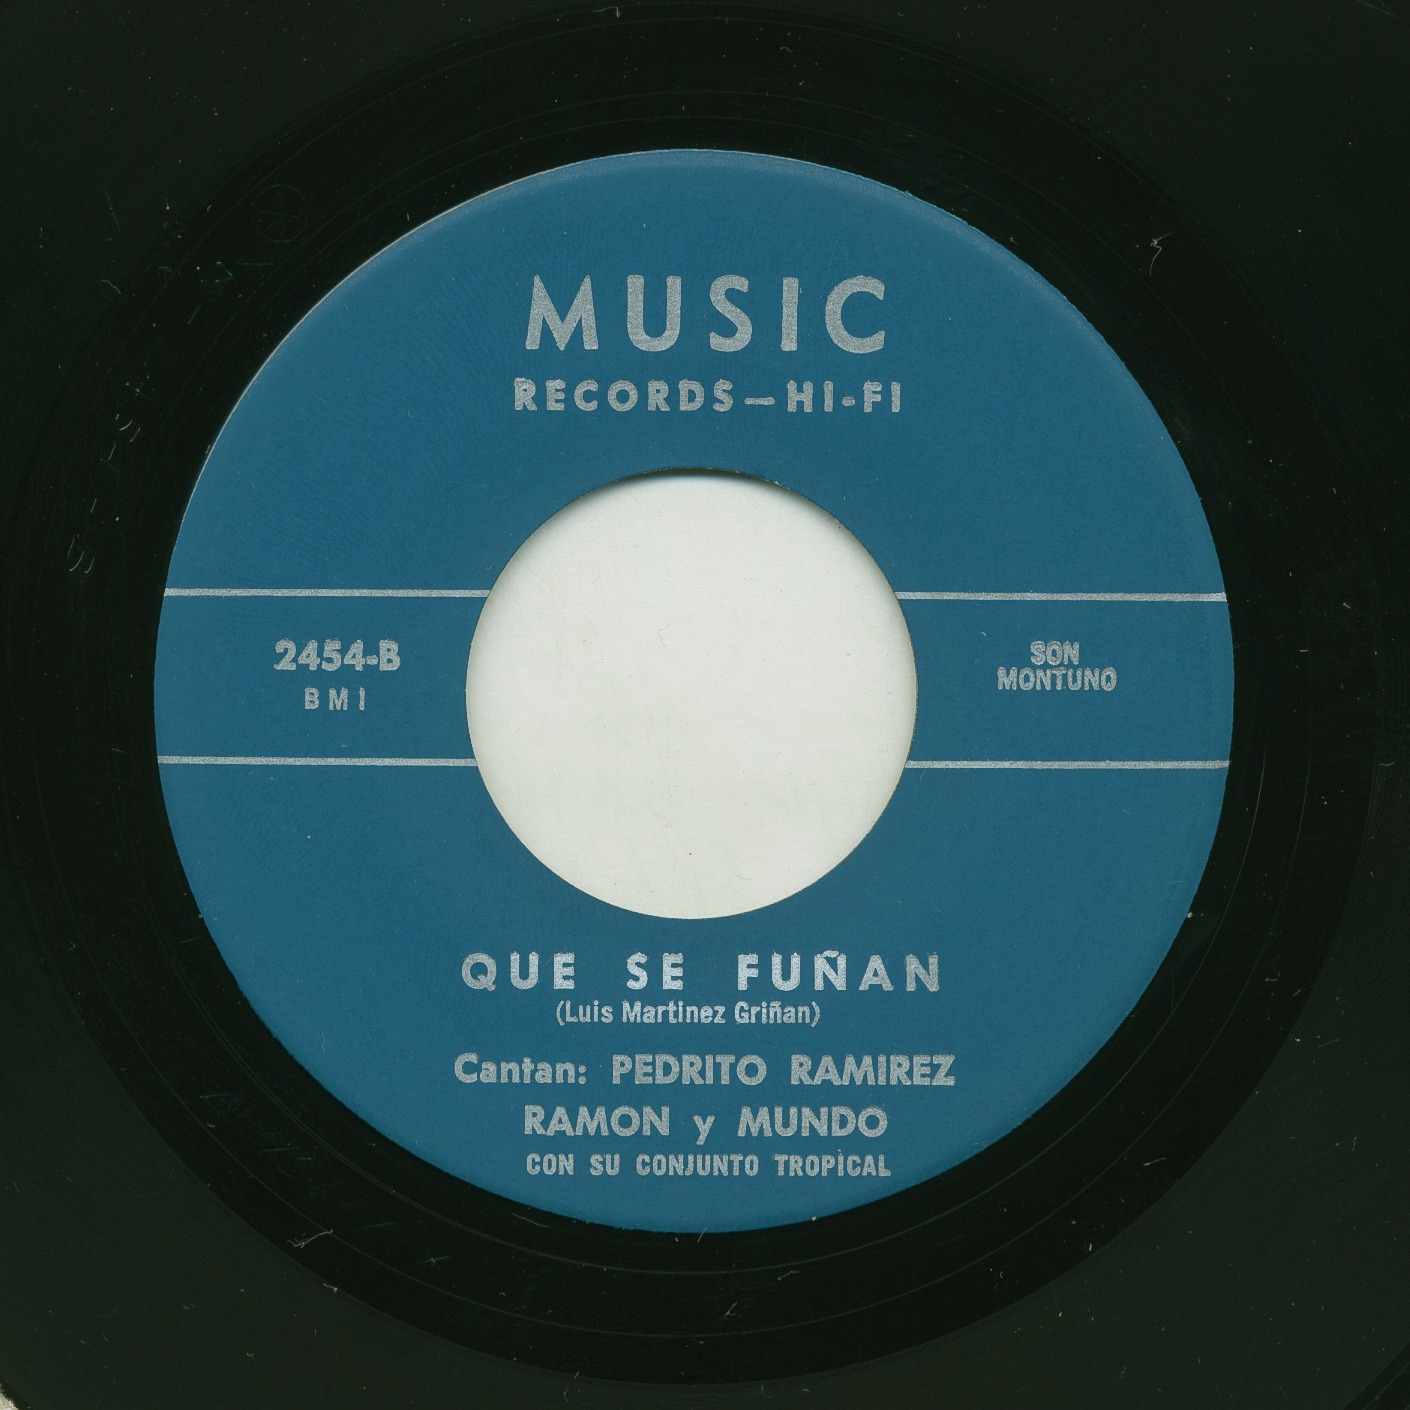 MUSIC
RECORDS—HI-FI
2454-B
BMI
SON
MONTUNO
QUE SE FUÑAN
(Luis Martinez Griñan)
Cantan: PEDRITO RAMIREZ
RAMON y MUNDO
CON SU CONJUNTO TROPICAL